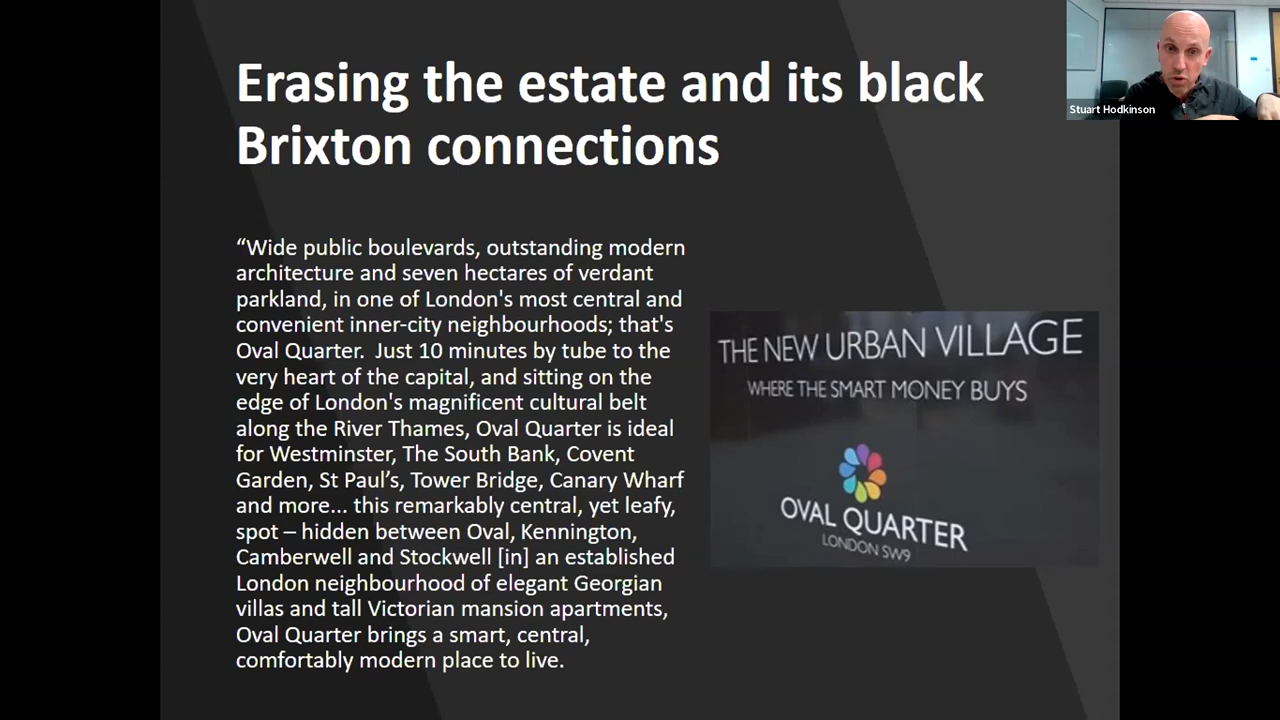 Erasing the estate and its black
Brixton connections
Stuart Hodkinson
“Wide public boulevards, outstanding modern
architecture and seven hectares of verdant
parkland, in one of London's most central and
convenient inner-city neighbourhoods; that's
Oval Quarter.  Just 10 minutes by tube to the
very heart of the capital, and sitting on the
edge of London's magnificent cultural belt
along the River Thames, Oval Quarter is ideal
for Westminster, The South Bank, Covent
Garden, St Paul’s, Tower Bridge, Canary Wharf
and more... this remarkably central, yet leafy,
spot – hidden between Oval, Kennington,
Camberwell and Stockwell [in] an established
London neighbourhood of elegant Georgian
villas and tall Victorian mansion apartments,
Oval Quarter brings a smart, central,
comfortably modern place to live.
THE NEW URBAN VILLAGE
WHERE THE SMART MONEY BUYS
OVAL QUARTER
LONDON SW9